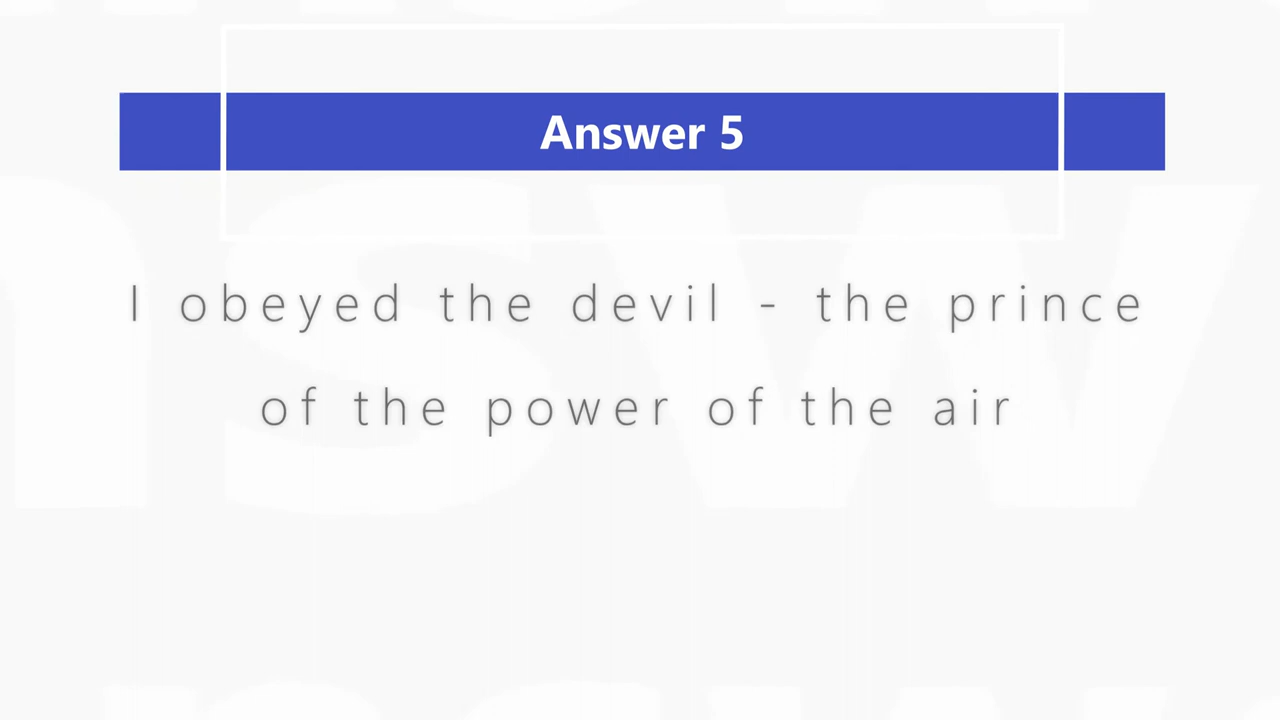 Answer 5
I obeyed the devil - the prince
of the power of the air